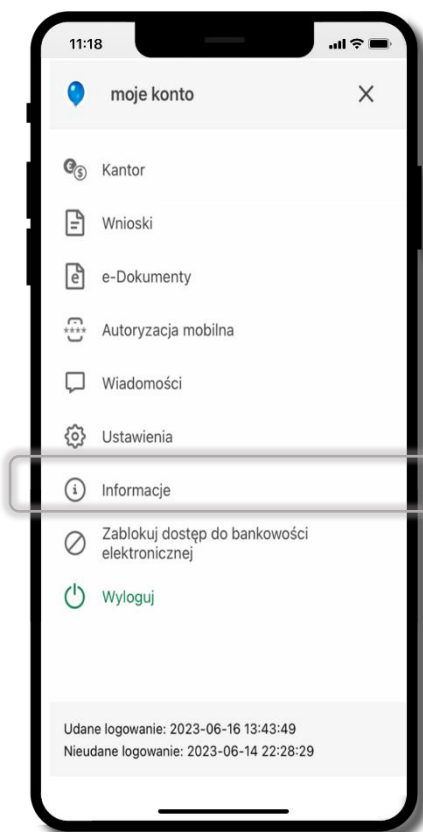 11:18
moje konto
Kantor
Wnioski
e-Dokumenty
Autoryzacja mobilna
Wiadomości
Ustawienia
Informacje
Zablokuj dostęp do bankowości
elektronicznej
Wyloguj
Udane logowanie: 2023-06-16 13:43:49
Nieudane logowanie: 2023-06-14 22:28:29